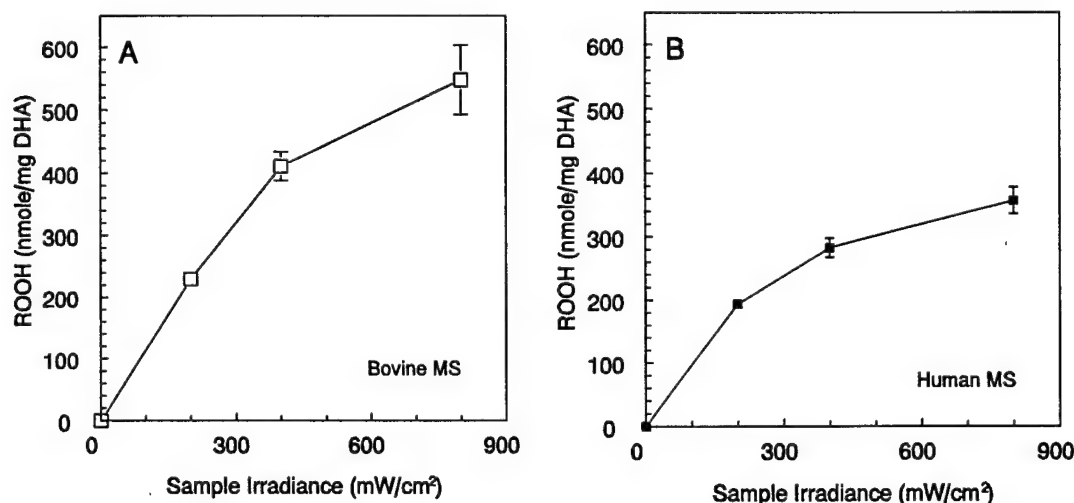 A
ROOH (nmole/mg DHA)
600
500
400
300
200
100
0
0
300
600
900
Bovine MS
Sample Irradiance (mW/cm²)
B
ROOH (nmole/mg DHA)
600
500
400
300
200
100
0
0
300
600
900
Human MS
Sample Irradiance (mW/cm²)